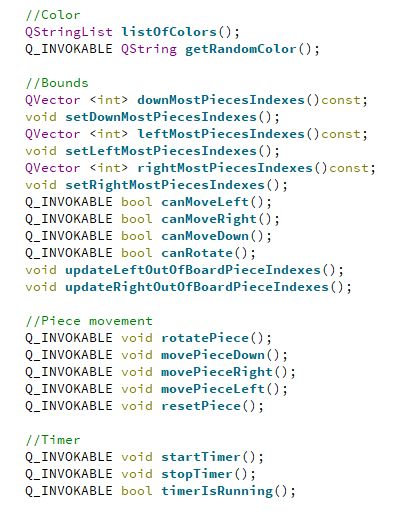 //Color
QStringList listOfColors();
Q_INVOKABLE QString getRandomColor();

//Bounds
QVector <int> downMostPiecesIndexes()const;
void setDownMostPiecesIndexes();
QVector <int> leftMostPiecesIndexes()const;
void setLeftMostPiecesIndexes();
QVector <int> rightMostPiecesIndexes()const;
void setRightMostPiecesIndexes();
Q_INVOKABLE bool canMoveLeft();
Q_INVOKABLE bool canMoveRight();
Q_INVOKABLE bool canMoveDown();
Q_INVOKABLE bool canRotate();
void updateLeftOutOfBoardPieceIndexes();
void updateRightOutOfBoardPieceIndexes();

//Piece movement
Q_INVOKABLE void rotatePiece();
Q_INVOKABLE void movePieceDown();
Q_INVOKABLE void movePieceRight();
Q_INVOKABLE void movePieceLeft();
Q_INVOKABLE void resetPiece();

//Timer
Q_INVOKABLE void startTimer();
Q_INVOKABLE void stopTimer();
Q_INVOKABLE bool timerIsRunning();